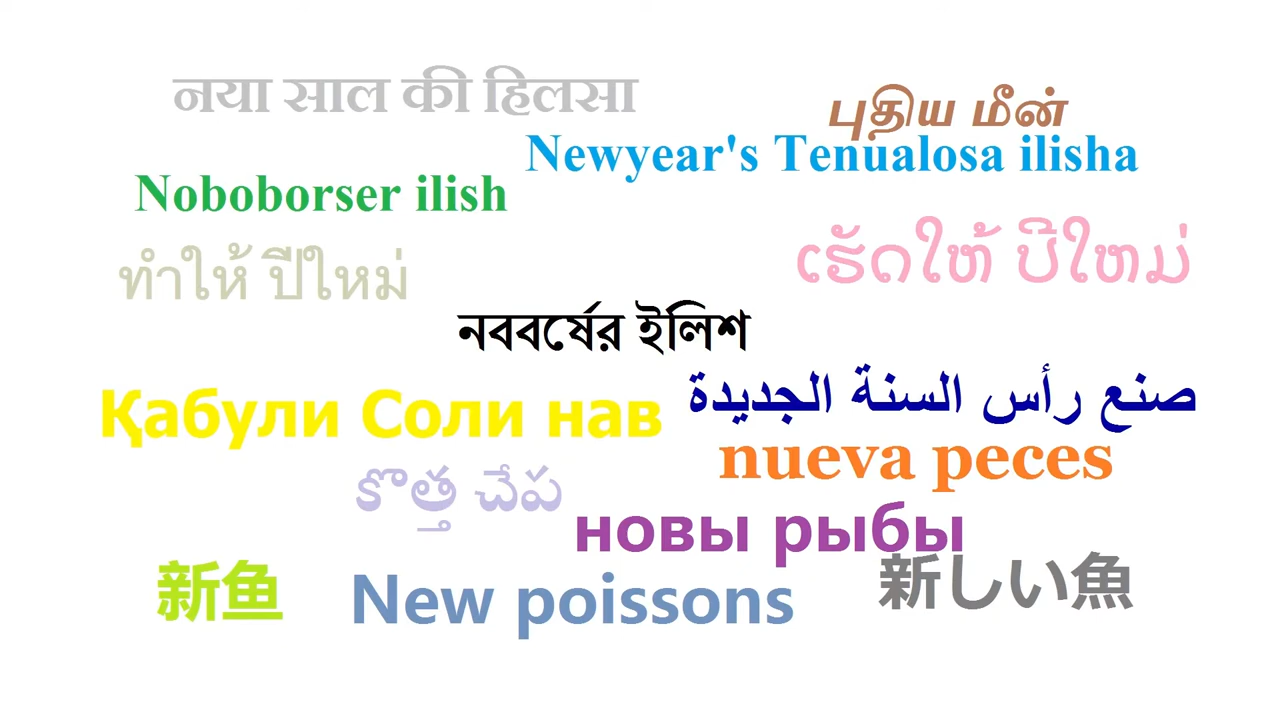 नया साल की हिलसा
புதிய மீன்
Newyear's Tenualosa ilisha
Noboborser ilish
ทำให้ ปีใหม่
ເຮັດໃຫ້ ປີໃຫມ່
নববর্ষের ইলিশ
صنع رأس السنة الجديدة
Қабули Соли нав
nueva peces
కొత్త చేప
новы рыбы
新しい魚
新鱼
New poissons